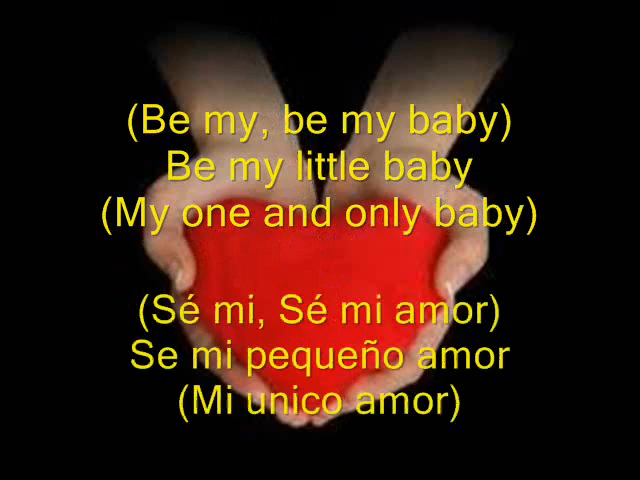 (Be my, be my baby)
Be my little baby
(My one and only baby)
(Sé mi, Sé mi amor)
Se mi pequeño amor
(Mi unico amor)